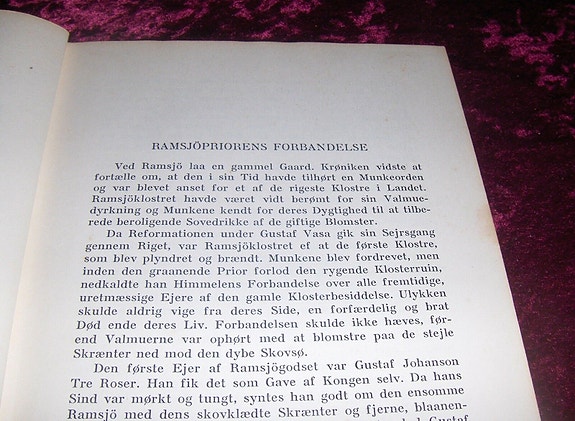 RAMSJÖPRIORENS FORBANDELSE
Ved Ramsjö laa en gammel Gaard. Krøniken vidste at
fortælle om, at den i sin Tid havde tilhørt en Munkeorden
og var blevet anset for et af de rigeste Klostre i Landet.
Ramsjöklostret havde været vidt berømt for sin Valmue-
dyrkning og Munkene kendt for deres Dygtighed til at tilbe-
rede beroligende Sovedrikke af de giftige Blomster.
Da Reformationen under Gustaf Vasa gik sin Sejrsgang
gennem Riget, var Ramsjöklostret ef at de første Klostre,
som blev plyndret og brændt. Munkene blev fordrevet, men
inden den graanende Prior forlod den rygende Klosterruin,
nedkaldte han Himmelens Forbandelse over alle fremtidige,
uretmæssige Ejere af den gamle Klosterbesiddelse. Ulykken
skulde aldrig vige fra deres Side, en forfærdelig og brat
Død ende deres Liv. Forbandelsen skulde ikke hæves, før-
end Valmuerne var ophørt med at blomstre paa de stejle
Skrænter ned mod den dybe Skovsø.
Den første Ejer af Ramsjögodset var Gustaf Johanson
Tre Roser. Han fik det som Gave af Kongen selv. Da hans
Sind var mørkt og tungt, syntes han godt om den ensomme
Ramsjö med dens skovklædte Skrænter og fjerne, blaanen-
Gustaf